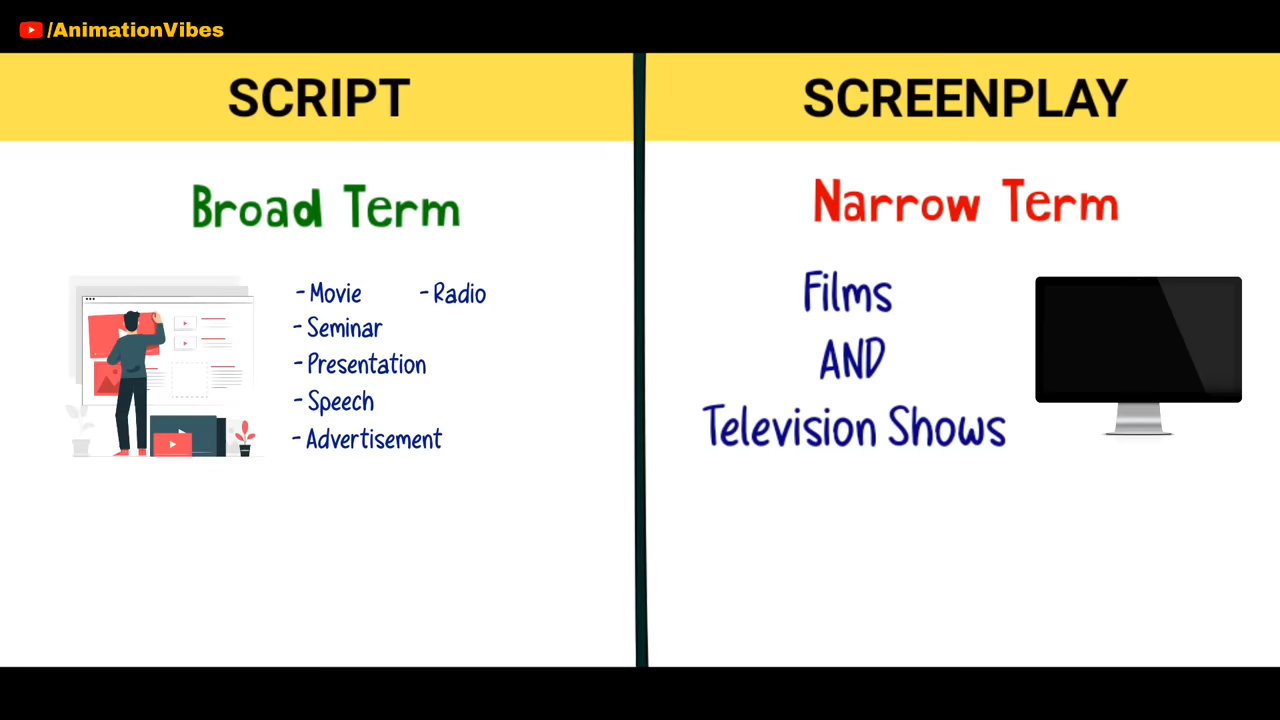 /AnimationVibes
SCRIPT
Broad Term
- Movie
- Radio
- Seminar
- Presentation
- Speech
- Advertisement
SCREENPLAY
Narrow Term
Films
AND
Television Shows